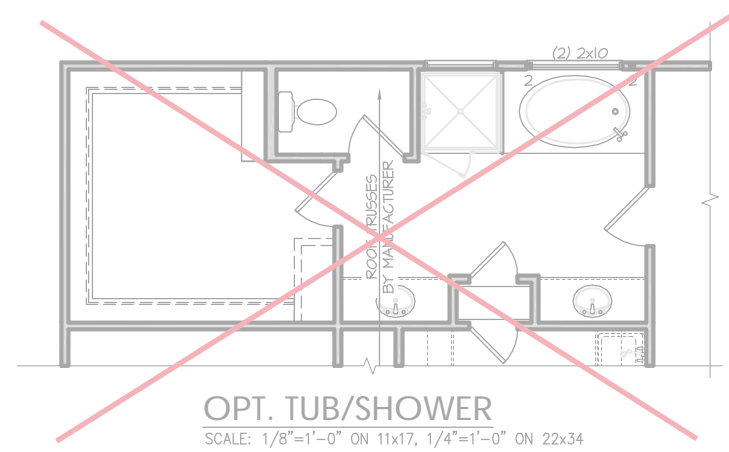 (2) 2x10
2
2
ROOM TRUSSES
BY MANUFACTURER
OPT. TUB/SHOWER
SCALE: 1/8"=1'-0" ON 11x17, 1/4"=1'-0" ON 22x34